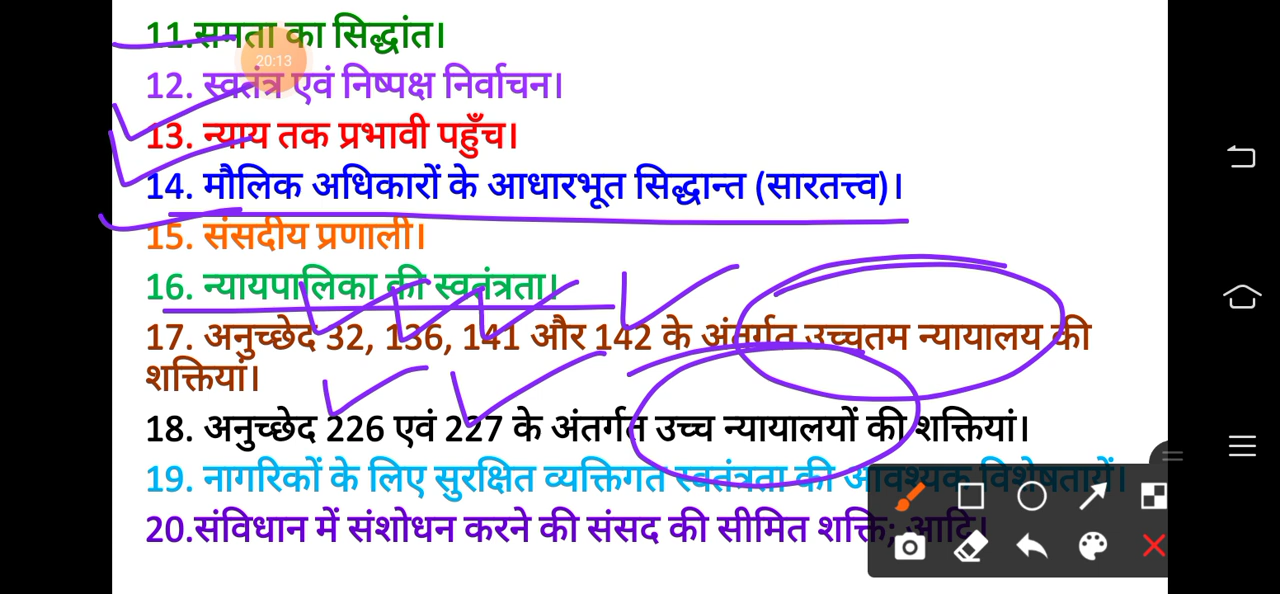 11.समता का सिद्धांत।
20:13
12. स्वतंत्र एवं निष्पक्ष निर्वाचन।
13. न्याय तक प्रभावी पहुँच।
14. मौलिक अधिकारों के आधारभूत सिद्धान्त (सारतत्त्व)।
15. संसदीय प्रणाली।
16. न्यायपालिका की स्वतंत्रता।
17. अनुच्छेद 32, 136, 141 और 142 के अंतर्गत उच्चतम न्यायालय की
शक्तियां।
18. अनुच्छेद 226 एवं 227 के अंतर्गत उच्च न्यायालयों की शक्तियां।
19. नागरिकों के लिए सुरक्षित व्यक्तिगत स्वतंत्रता की आवश्यक विशेषतायें।
20.संविधान में संशोधन करने की संसद की सीमित शक्ति; आदि।